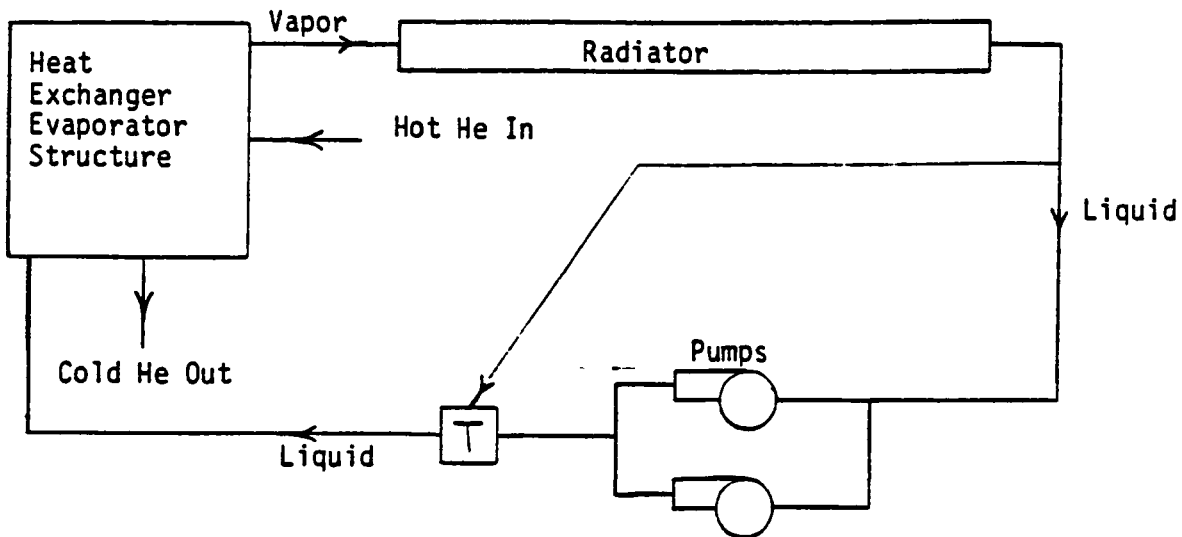 Vapor
Heat
Exchanger
Evaporator
Structure
Radiator
Hot He In
Liquid
Cold He Out
Pumps
T
Liquid